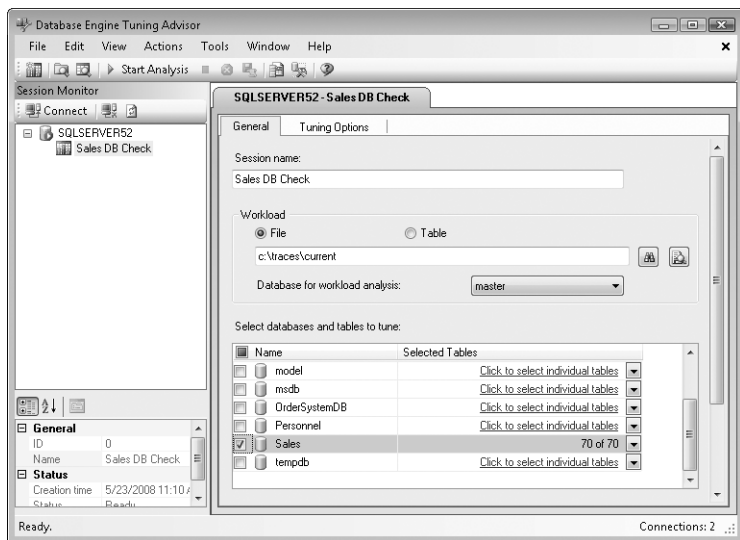 Database Engine Tuning Advisor
File Edit View Actions Tools Window Help
Start Analysis
Session Monitor
Connect
SQLSERVER52
Sales DB Check
SQLSERVER52 - Sales DB Check
General Tuning Options
Session name:
Sales DB Check
Workload
File Table
c:\traces\current
Database for workload analysis: master
Select databases and tables to tune:
Name Selected Tables
model Click to select individual tables
msdb Click to select individual tables
OrderSystemDB Click to select individual tables
Personnel Click to select individual tables
Sales 70 of 70
tempdb Click to select individual tables
General
ID 0
Name Sales DB Check
Status
Creation time 5/23/2008 11:10
Status Ready
Ready.
Connections: 2